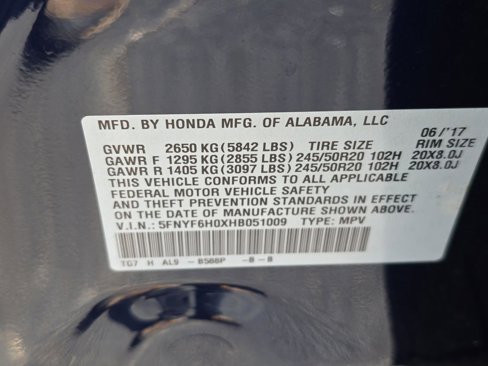 MFD. BY HONDA MFG. OF ALABAMA, LLC
06 /'17
GVWR 2650 KG (5842 LBS) TIRE SIZE RIM SIZE
GAWR F 1295 KG (2855 LBS) 245/50R20 102H 20X8.0J
GAWR R 1405 KG (3097 LBS) 245/50R20 102H 20X8.0J
THIS VEHICLE CONFORMS TO ALL APPLICABLE
FEDERAL MOTOR VEHICLE SAFETY
AND THEFT PREVENTION STANDARDS IN EFFECT
ON THE DATE OF MANUFACTURE SHOWN ABOVE.
V.I.N.: 5FNYF6H0XHB051009 TYPE: MPV
TG7 H AL9 - B588P -B - B